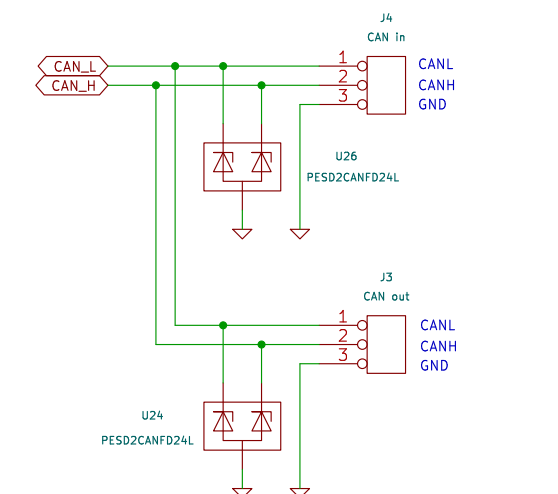 J4
CAN in
CAN_L
CAN_H
1
2
3
CANL
CANH
GND
U26
PESD2CANFD24L
J3
CAN out
1
2
3
CANL
CANH
GND
U24
PESD2CANFD24L